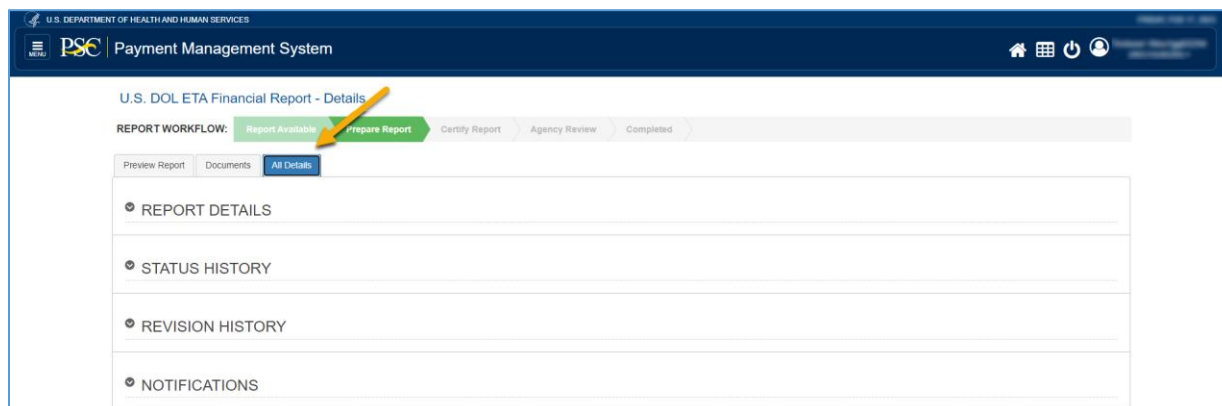 U.S. DEPARTMENT OF HEALTH AND HUMAN SERVICES
MENU PSC Payment Management System
U.S. DOL ETA Financial Report - Details
REPORT WORKFLOW: Report Available Prepare Report Certify Report Agency Review Completed
Preview Report Documents All Details
REPORT DETAILS
STATUS HISTORY
REVISION HISTORY
NOTIFICATIONS